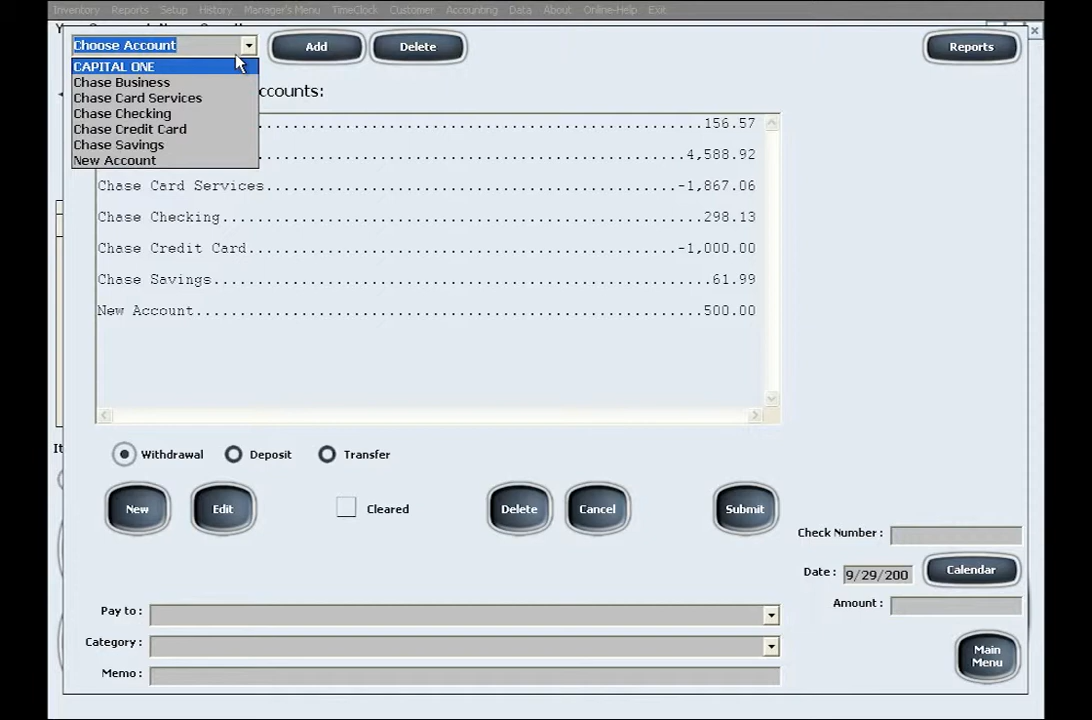 Inventory Reports Setup History Manager's Menu TimeClock Customer Accounting Data About Online-Help Exit
Choose Account
Add
Delete
Reports
CAPITAL ONE
Chase Business
Chase Card Services
Chase Checking
Chase Credit Card
Chase Savings
New Account
ccounts:
156.57
4,588.92
Chase Card Services -1,867.06
Chase Checking 298.13
Chase Credit Card -1,000.00
Chase Savings 61.99
New Account 500.00
Withdrawal Deposit Transfer
New Edit Cleared Delete Cancel Submit
Check Number :
Date : 9/29/200 Calendar
Amount :
Pay to :
Category :
Memo :
Main
Menu